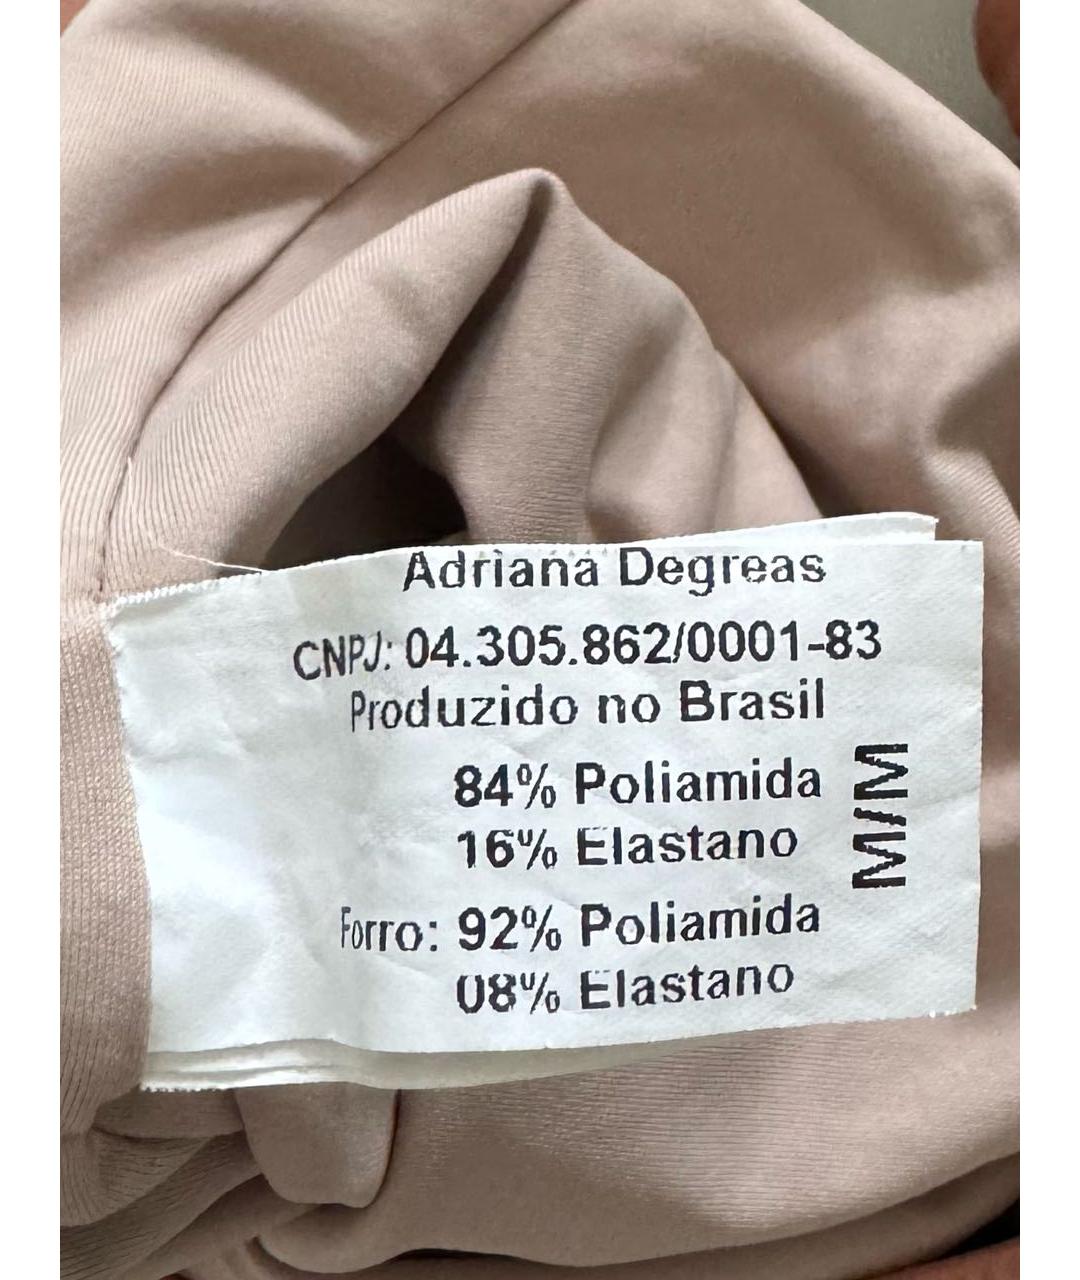 Adriana Degreas
CNPJ: 04.305.862/0001-83
Produzido no Brasil
84% Poliamida
16% Elastano
M/M
Forro: 92% Poliamida
08% Elastano